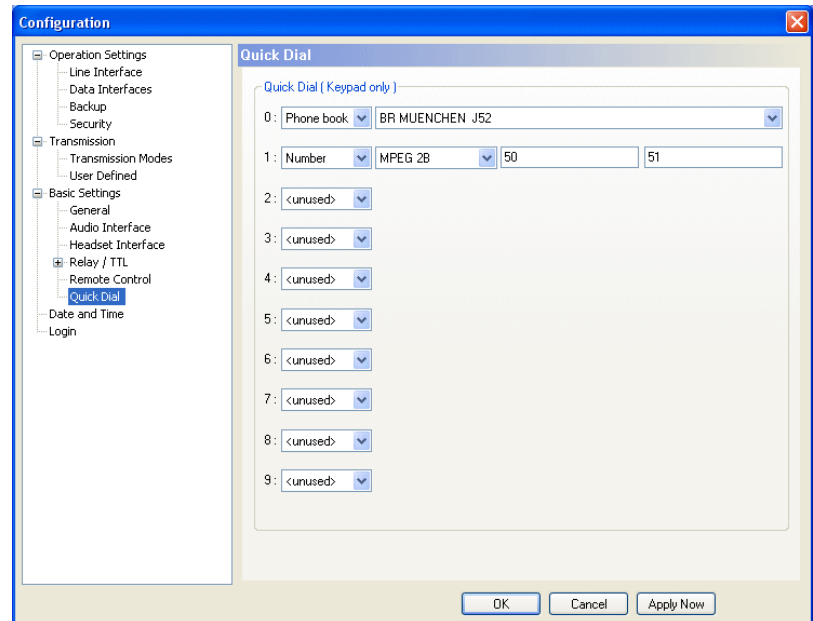 Configuration
Operation Settings
Line Interface
Data Interfaces
Backup
Security
Transmission
Transmission Modes
User Defined
Basic Settings
General
Audio Interface
Headset Interface
Relay / TTL
Remote Control
Quick Dial
Date and Time
Login
Quick Dial
Quick Dial ( Keypad only )
0 : Phone book BR MUENCHEN J52
1 : Number MPEG 2B 50 51
2 : <unused>
3 : <unused>
4 : <unused>
5 : <unused>
6 : <unused>
7 : <unused>
8 : <unused>
9 : <unused>
OK Cancel Apply Now